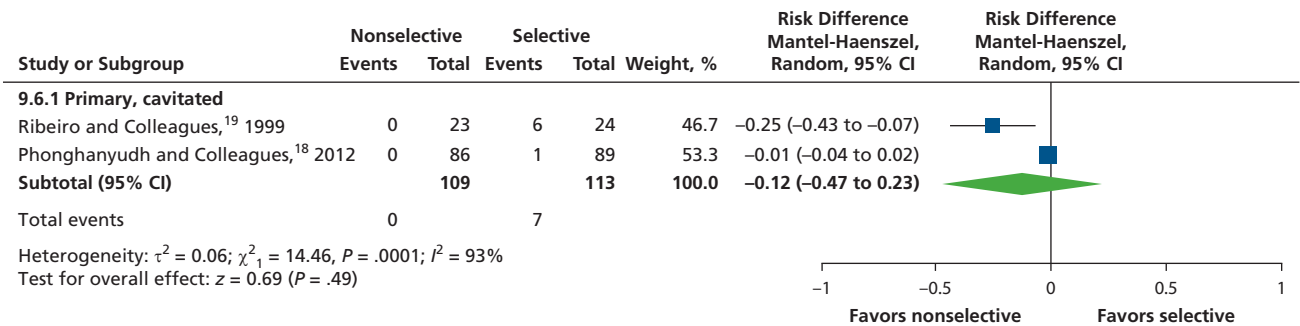 Nonselective Selective Risk Difference Mantel-Haenszel, Random, 95% CI Risk Difference Mantel-Haenszel, Random, 95% CI
Study or Subgroup Events Total Events Total Weight, %
9.6.1 Primary, cavitated
Ribeiro and Colleagues,19 1999 0 23 6 24 46.7 –0.25 (–0.43 to –0.07)
Phonghanyudh and Colleagues,18 2012 0 86 1 89 53.3 –0.01 (–0.04 to 0.02)
Subtotal (95% CI) 109 113 100.0 –0.12 (–0.47 to 0.23)
Total events 0 7
Heterogeneity: τ2 = 0.06; χ21 = 14.46, P = .0001; I2 = 93%
Test for overall effect: z = 0.69 (P = .49)
–1 –0.5 0 0.5 1
Favors nonselective Favors selective